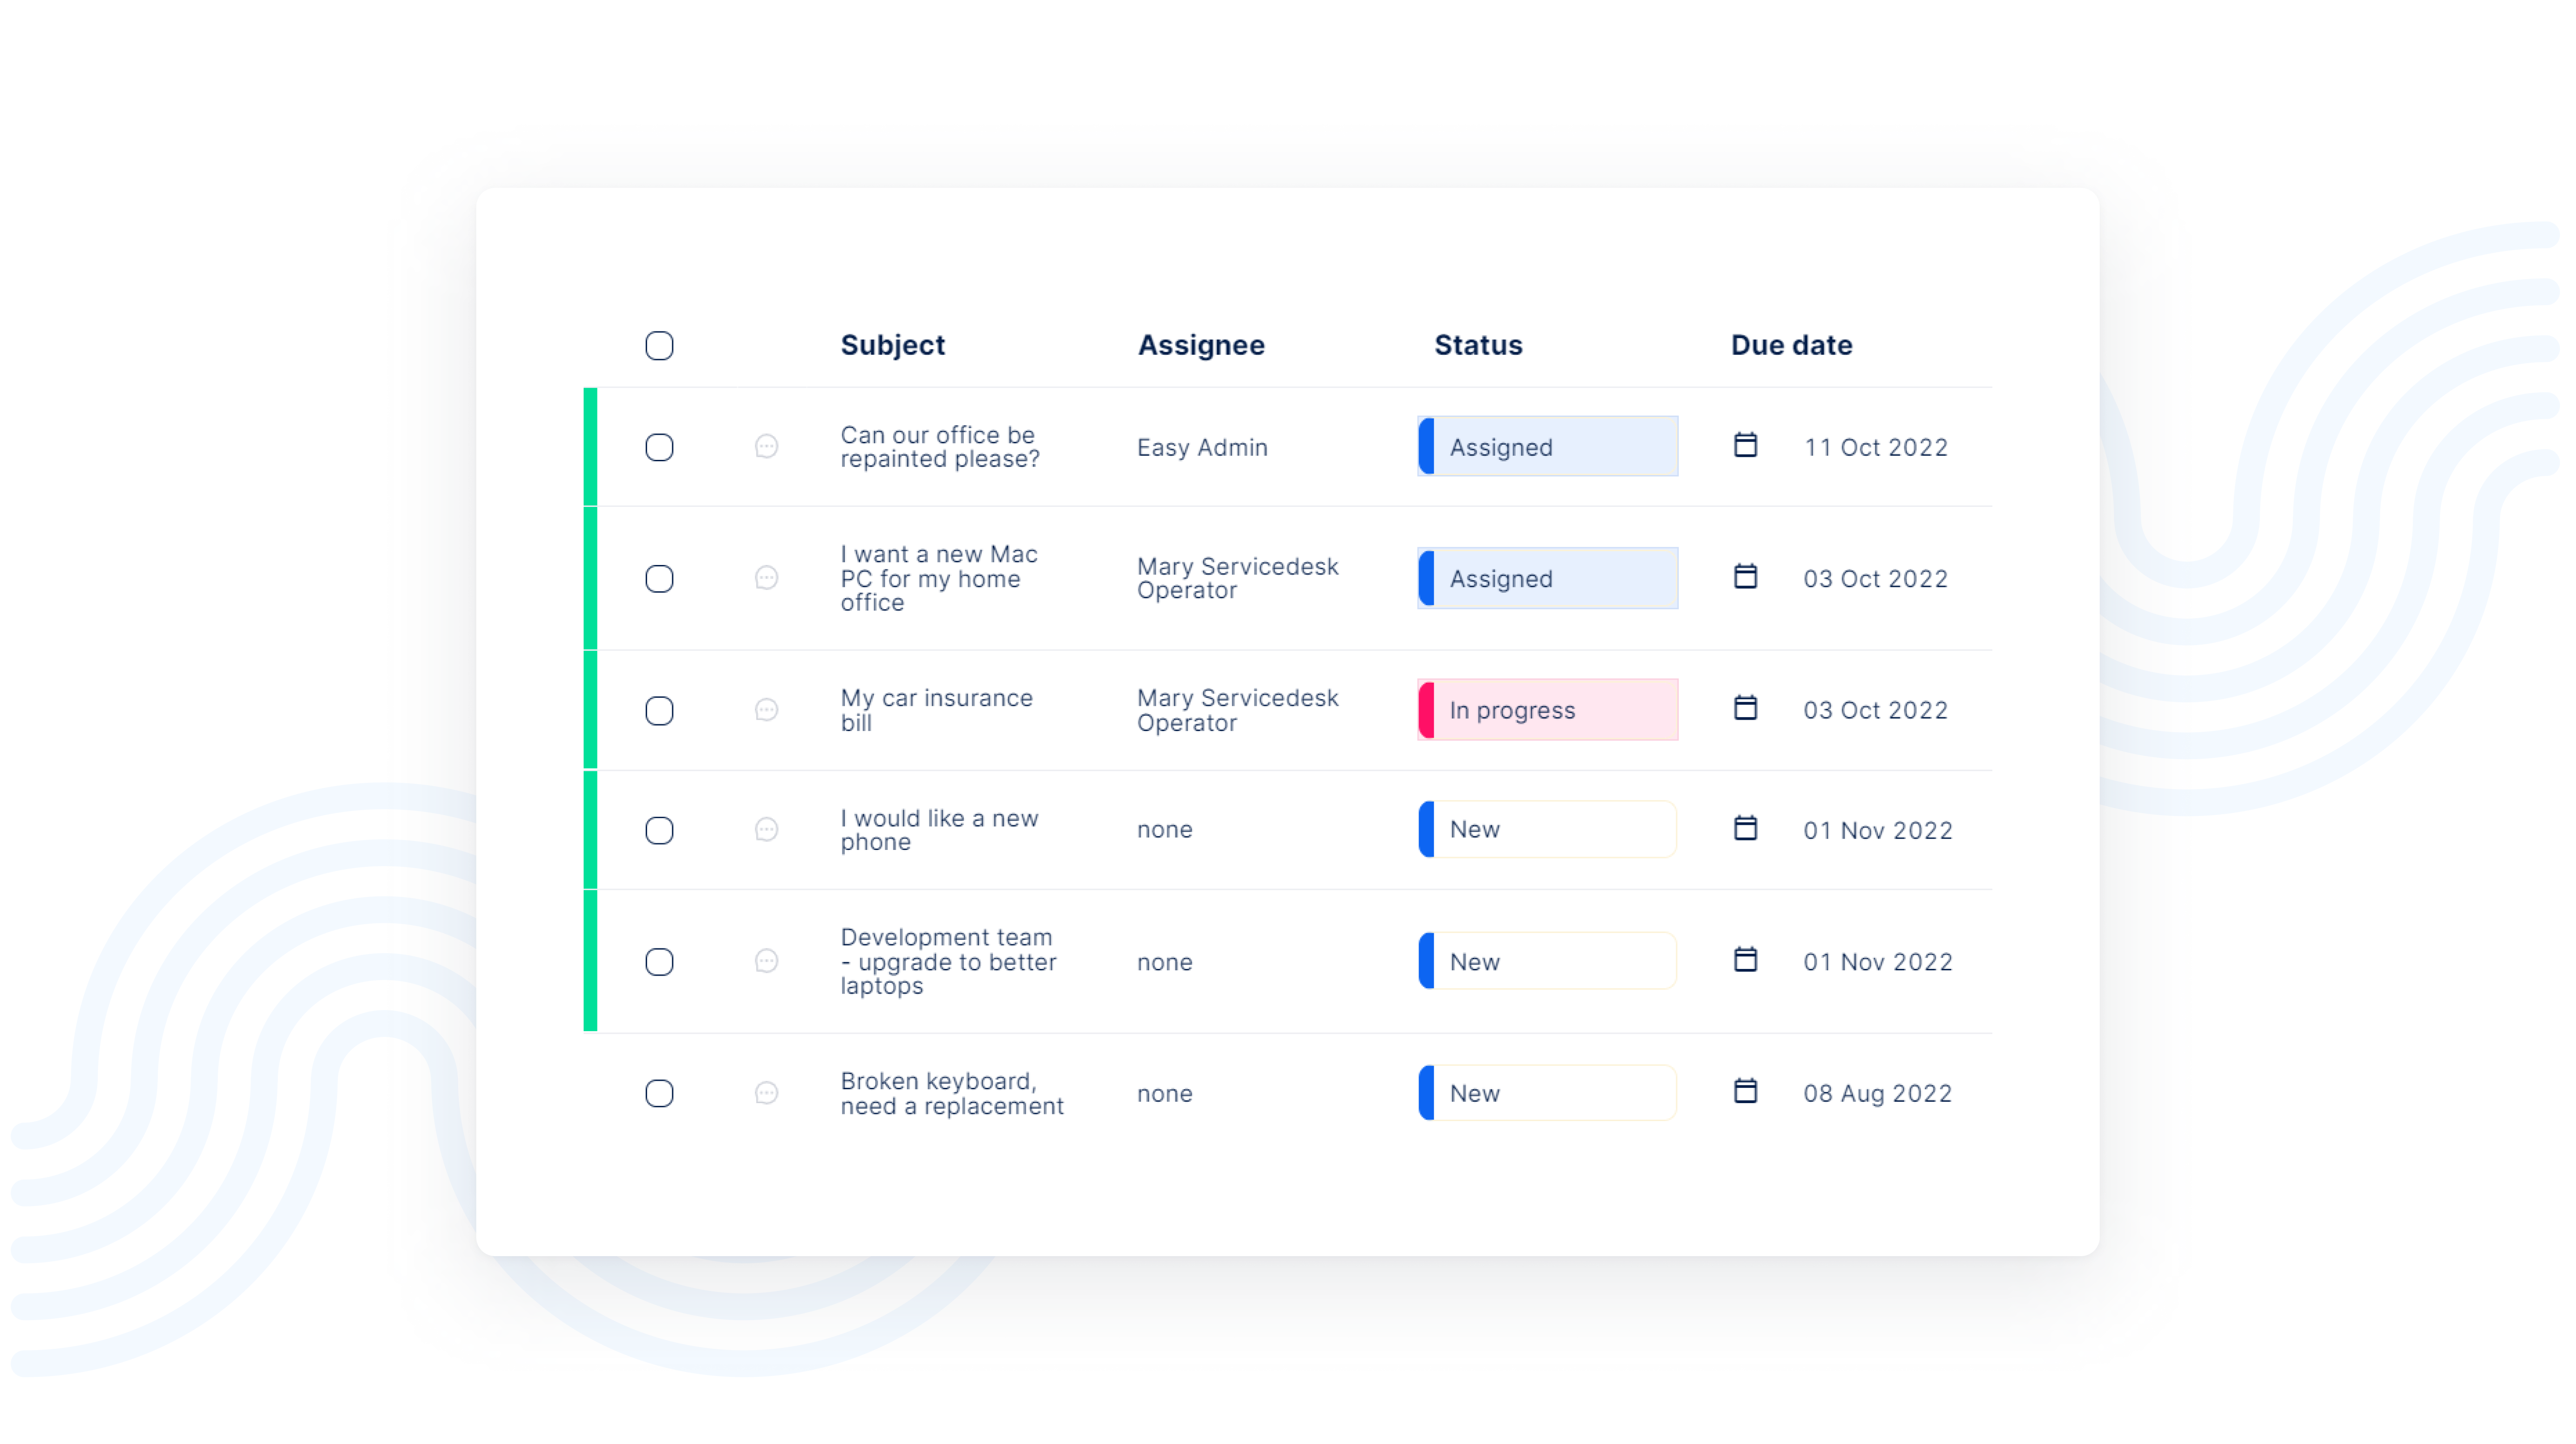 Subject Assignee Status Due date
Can our office be
repainted please?
Easy Admin
Assigned
11 Oct 2022
I want a new Mac
PC for my home
office
Mary Servicedesk
Operator
Assigned
03 Oct 2022
My car insurance
bill
Mary Servicedesk
Operator
In progress
03 Oct 2022
I would like a new
phone
none
New
01 Nov 2022
Development team
- upgrade to better
laptops
none
New
01 Nov 2022
Broken keyboard,
need a replacement
none
New
08 Aug 2022